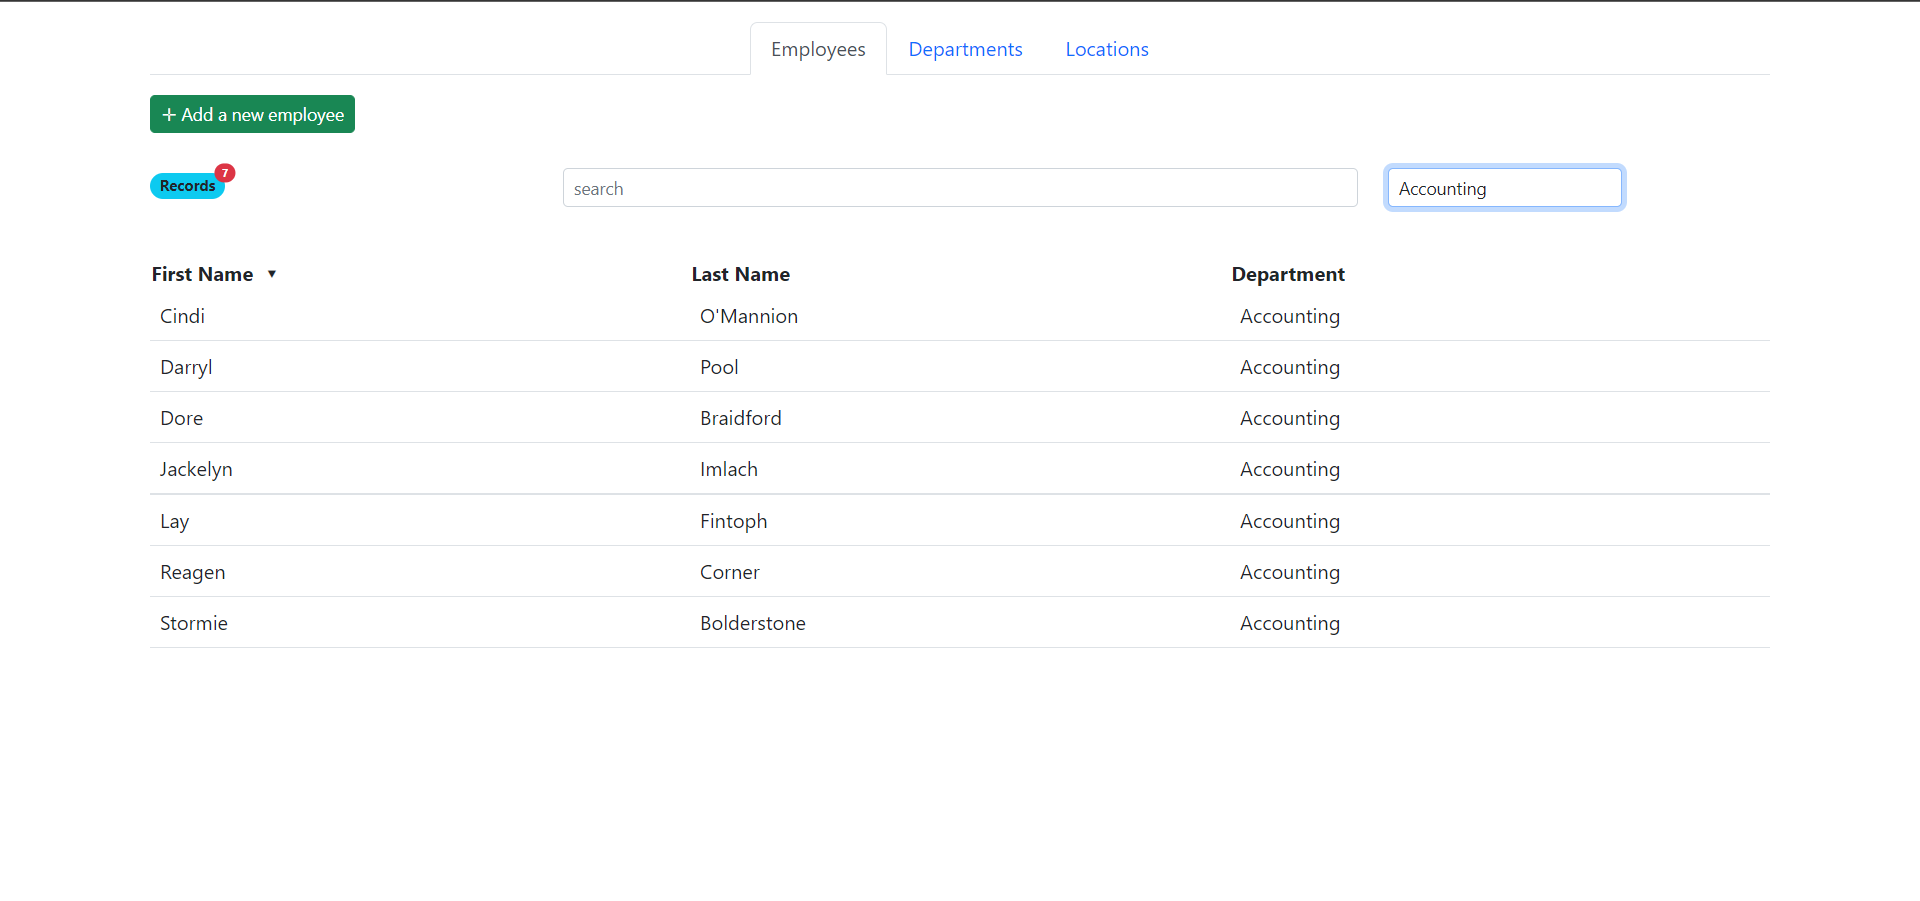 Employees Departments Locations
+ Add a new employee
Records 7 search Accounting
First Name ▼ Last Name Department
Cindi O'Mannion Accounting
Darryl Pool Accounting
Dore Braidford Accounting
Jackelyn Imlach Accounting
Lay Fintoph Accounting
Reagen Corner Accounting
Stormie Bolderstone Accounting